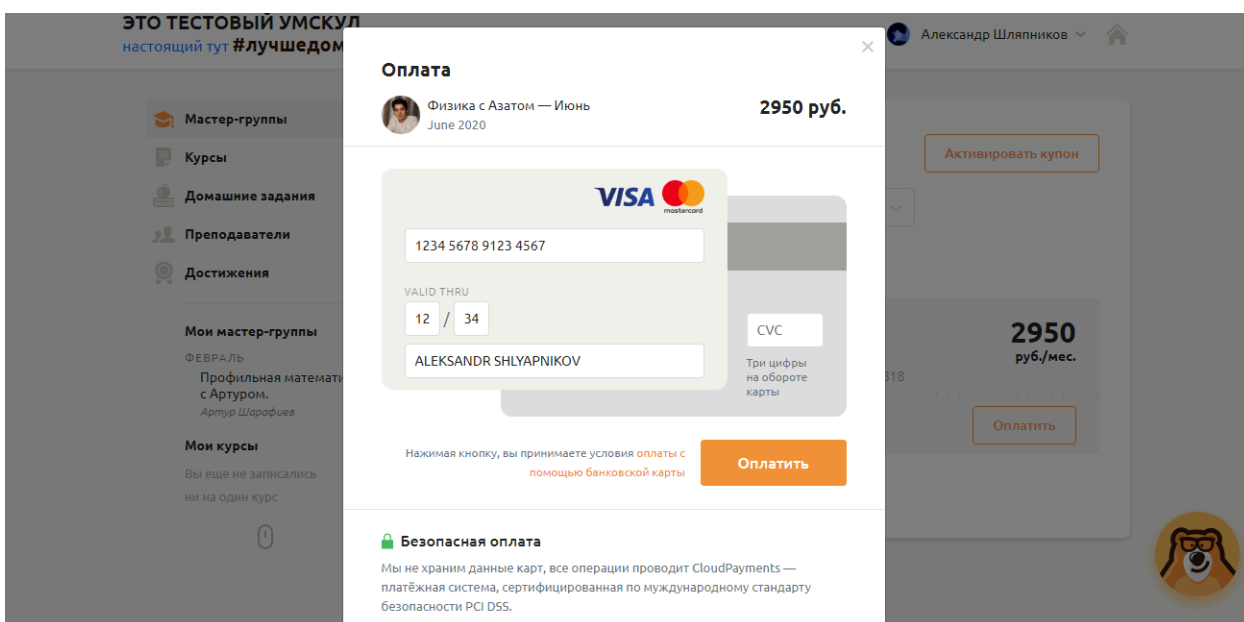 ЭТО ТЕСТОВЫЙ УМСКУЛ
настоящий тут #лучшедом
Александр Шляпников
Мастер-группы
Курсы
Домашние задания
Преподаватели
Достижения
Мои мастер-группы
ФЕВРАЛЬ
Профильная математи
с Артуром.
Артур Шарафиев
Мои курсы
Вы еще не записались
ни на один курс
Оплата
Физика с Азатом — Июнь
2950 руб.
June 2020
VISA
mastercard
1234 5678 9123 4567
VALID THRU
12 / 34
CVC
ALEKSANDR SHLYAPNIKOV
Три цифры
на обороте
карты
Нажимая кнопку, вы принимаете условия оплаты с
помощью банковской карты
Оплатить
Безопасная оплата
Мы не храним данные карт, все операции проводит CloudPayments —
платёжная система, сертифицированная по международному стандарту
безопасности PCI DSS.
Активировать купон
2950
руб./мес.
318
Оплатить